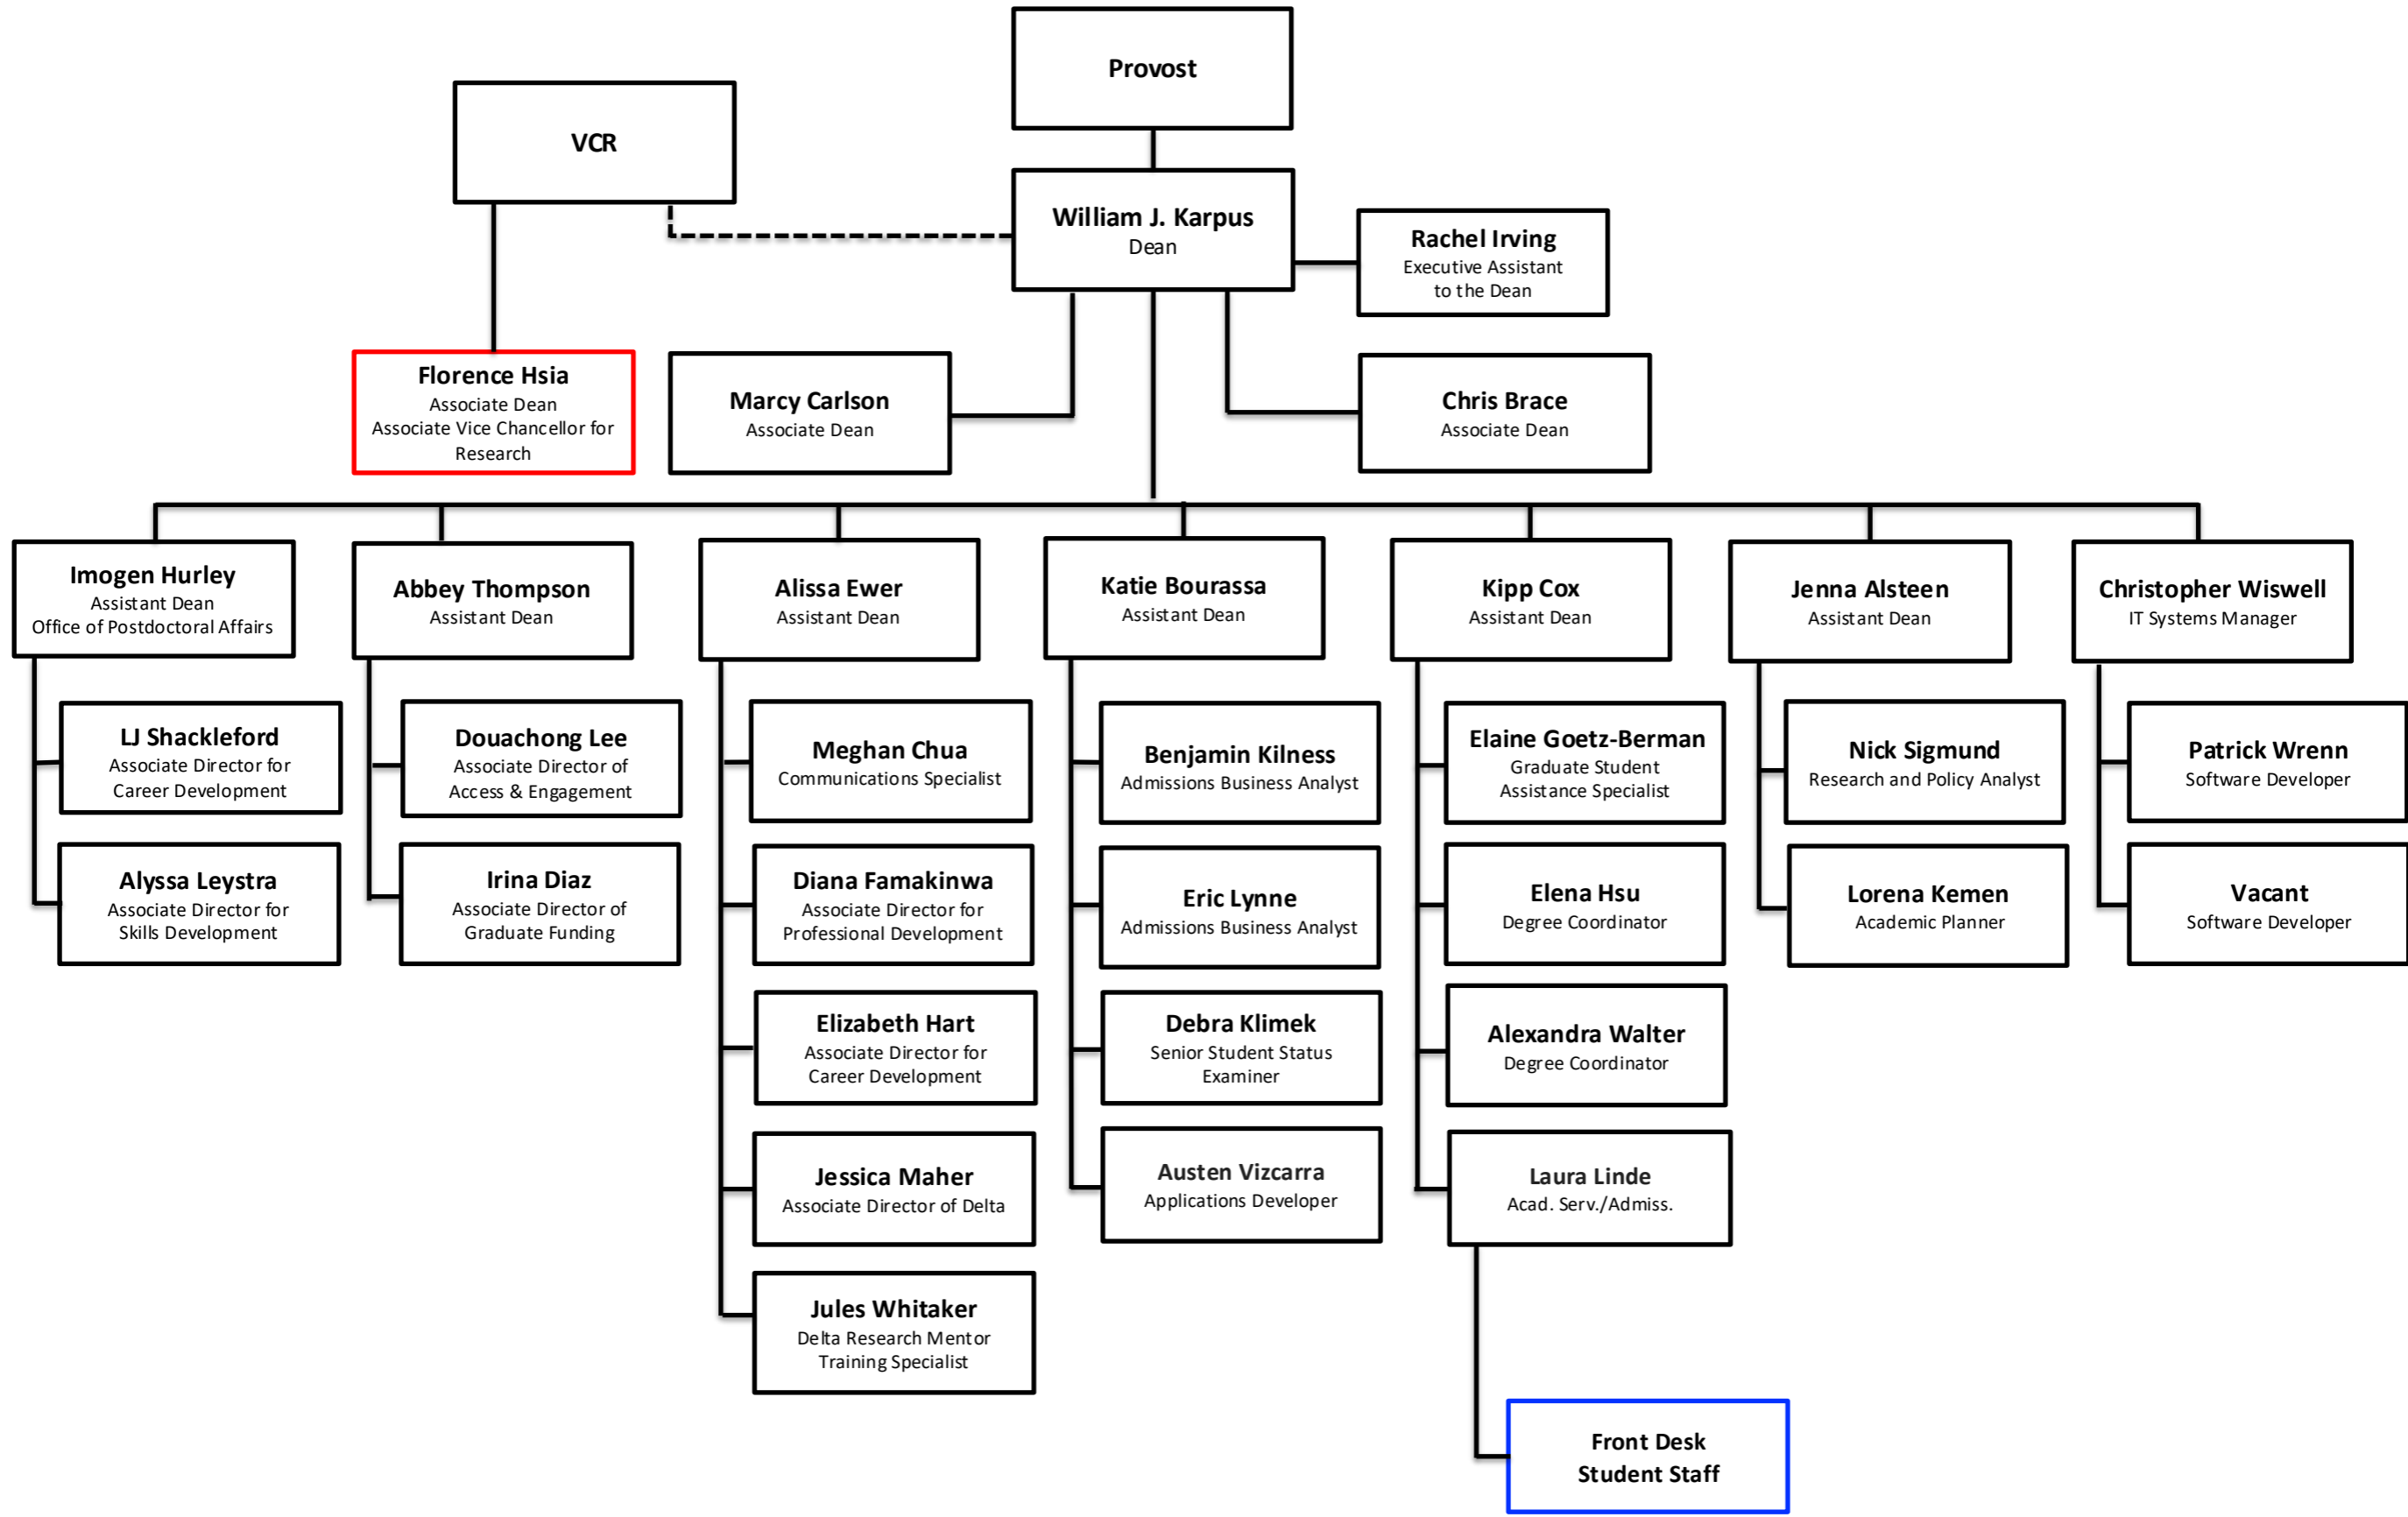 Provost
VCR
William J. Karpus
Dean
Rachel Irving
Executive Assistant
to the Dean
Florence Hsia
Associate Dean
Associate Vice Chancellor for
Research
Marcy Carlson
Associate Dean
Chris Brace
Associate Dean
Imogen Hurley
Assistant Dean
Office of Postdoctoral Affairs
Abbey Thompson
Assistant Dean
Alissa Ewer
Assistant Dean
Katie Bourassa
Assistant Dean
Kipp Cox
Assistant Dean
Jenna Alsteen
Assistant Dean
Christopher Wiswell
IT Systems Manager
LJ Shackleford
Associate Director for
Career Development
Douachong Lee
Associate Director of
Access & Engagement
Meghan Chua
Communications Specialist
Benjamin Kilness
Admissions Business Analyst
Elaine Goetz-Berman
Graduate Student
Assistance Specialist
Nick Sigmund
Research and Policy Analyst
Patrick Wrenn
Software Developer
Alyssa Leystra
Associate Director for
Skills Development
Irina Diaz
Associate Director of
Graduate Funding
Diana Famakinwa
Associate Director for
Professional Development
Eric Lynne
Admissions Business Analyst
Elena Hsu
Degree Coordinator
Lorena Kemen
Academic Planner
Vacant
Software Developer
Elizabeth Hart
Associate Director for
Career Development
Debra Klimek
Senior Student Status
Examiner
Alexandra Walter
Degree Coordinator
Jessica Maher
Associate Director of Delta
Austen Vizcarra
Applications Developer
Laura Linde
Acad. Serv./Admiss.
Jules Whitaker
Delta Research Mentor
Training Specialist
Front Desk
Student Staff